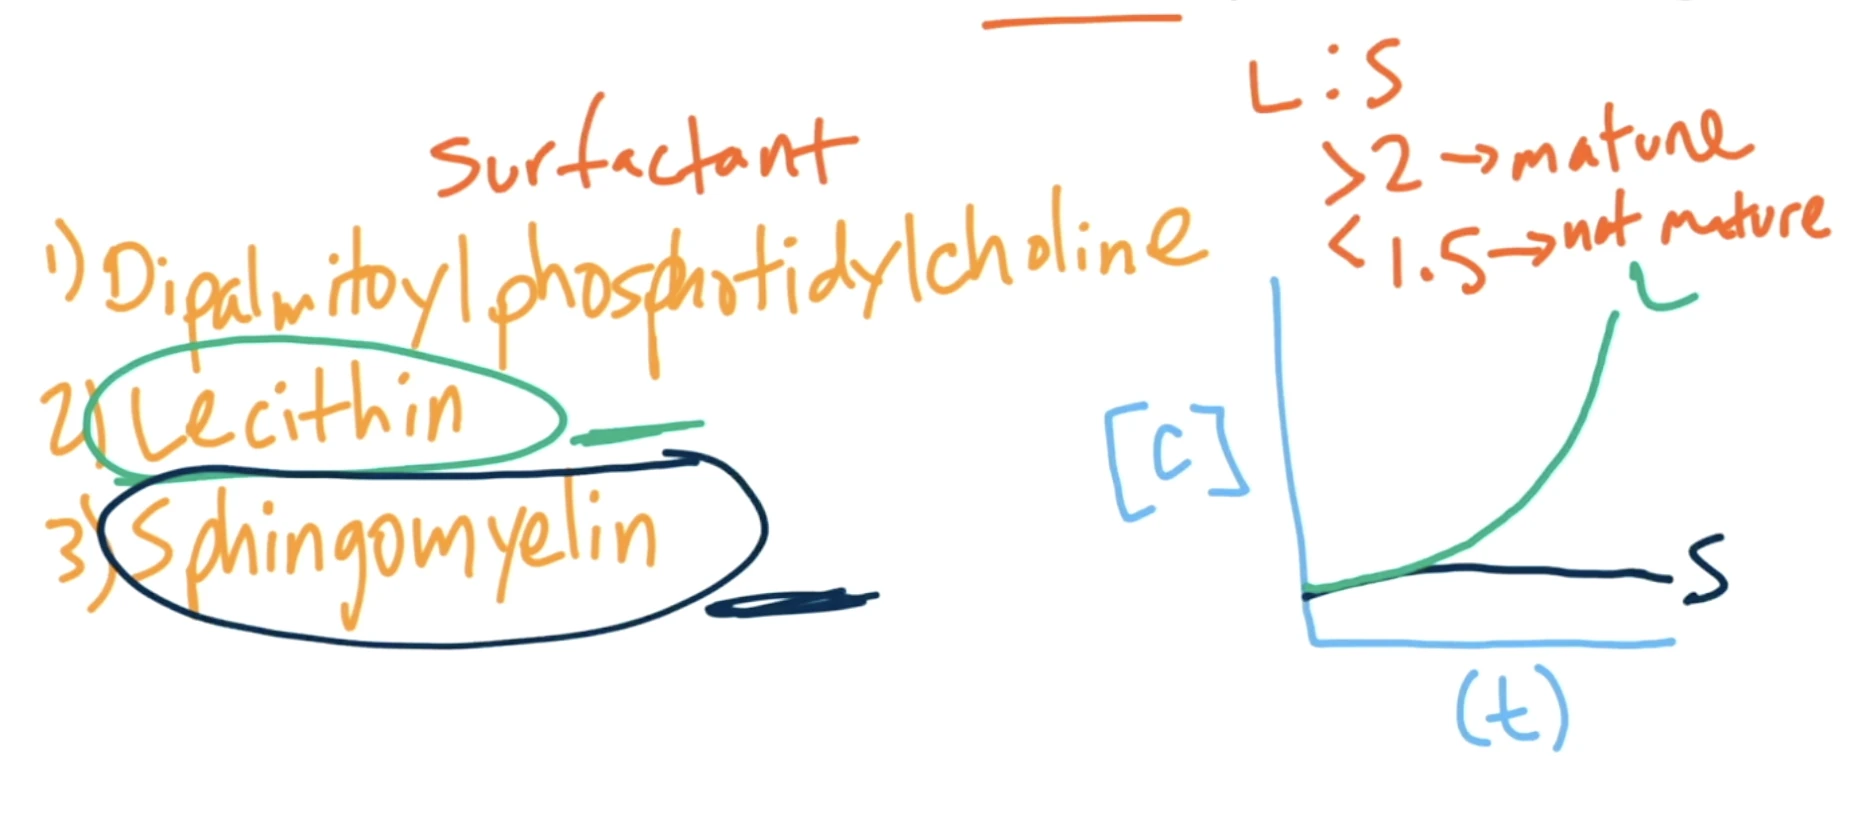 Surfactant
1) Dipalmitoylphosphotidylcholine
2) Lecithin
3) Sphingomyelin
L : S
>2 → mature
<1.5 → not mature
L
[C]
S
(t)